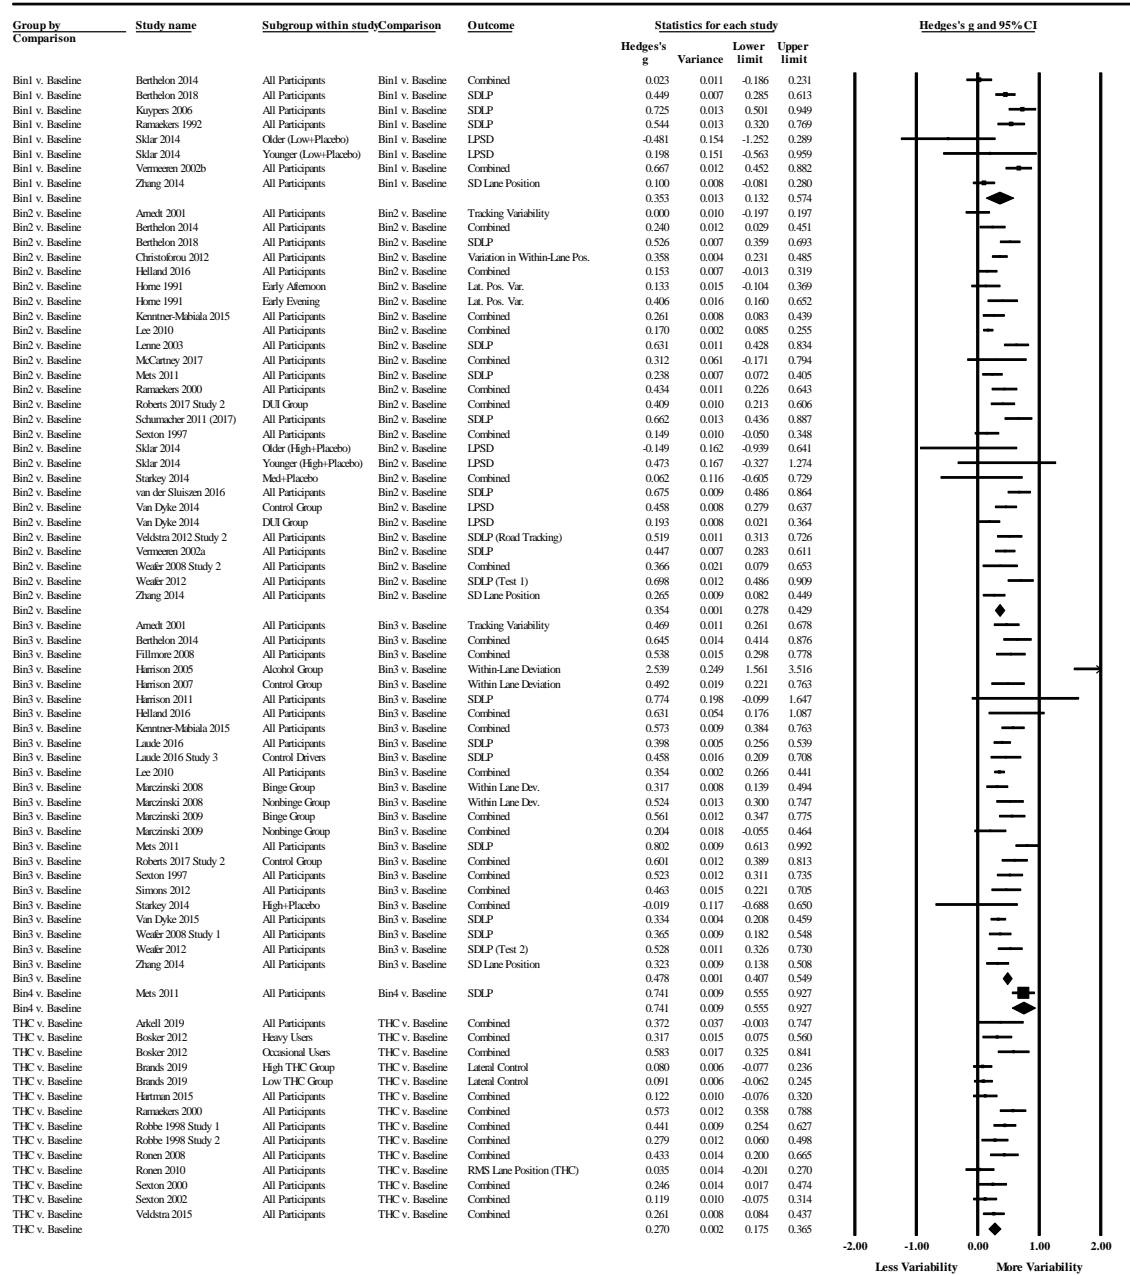 Group by Study name Subgroup within study Comparison Outcome Statistics for each study Hedges's g and 95% CI
Comparison
Hedges's Lower Upper
g Variance limit limit
Bin1 v. Baseline Berthelon 2014 All Participants Bin1 v. Baseline Combined 0.023 0.011 -0.186 0.231
Bin1 v. Baseline Berthelon 2018 All Participants Bin1 v. Baseline SDLP 0.449 0.007 0.285 0.613
Bin1 v. Baseline Kuypers 2006 All Participants Bin1 v. Baseline SDLP 0.725 0.013 0.501 0.949
Bin1 v. Baseline Ramaekers 1992 All Participants Bin1 v. Baseline SDLP 0.544 0.013 0.320 0.769
Bin1 v. Baseline Sklar 2014 Older (Low+Placebo) Bin1 v. Baseline LPSD -0.481 0.154 -1.252 0.289
Bin1 v. Baseline Sklar 2014 Younger (Low+Placebo) Bin1 v. Baseline LPSD 0.198 0.151 -0.563 0.959
Bin1 v. Baseline Vermeeren 2002b All Participants Bin1 v. Baseline Combined 0.667 0.012 0.452 0.882
Bin1 v. Baseline Zhang 2014 All Participants Bin1 v. Baseline SD Lane Position 0.100 0.008 -0.081 0.280
Bin1 v. Baseline 0.353 0.013 0.132 0.574
Bin2 v. Baseline Arnedt 2001 All Participants Bin2 v. Baseline Tracking Variability 0.000 0.010 -0.197 0.197
Bin2 v. Baseline Berthelon 2014 All Participants Bin2 v. Baseline Combined 0.240 0.012 0.029 0.451
Bin2 v. Baseline Berthelon 2018 All Participants Bin2 v. Baseline SDLP 0.526 0.007 0.359 0.693
Bin2 v. Baseline Christoforou 2012 All Participants Bin2 v. Baseline Variation in Within-Lane Pos. 0.358 0.004 0.231 0.485
Bin2 v. Baseline Helland 2016 All Participants Bin2 v. Baseline Combined 0.153 0.007 -0.013 0.319
Bin2 v. Baseline Horne 1991 Early Afternoon Bin2 v. Baseline Lat. Pos. Var. 0.133 0.015 -0.104 0.369
Bin2 v. Baseline Horne 1991 Early Evening Bin2 v. Baseline Lat. Pos. Var. 0.406 0.016 0.160 0.652
Bin2 v. Baseline Kenntner-Mabiala 2015 All Participants Bin2 v. Baseline Combined 0.261 0.008 0.083 0.439
Bin2 v. Baseline Lee 2010 All Participants Bin2 v. Baseline Combined 0.170 0.002 0.085 0.255
Bin2 v. Baseline Lenne 2003 All Participants Bin2 v. Baseline SDLP 0.631 0.011 0.428 0.834
Bin2 v. Baseline McCartney 2017 All Participants Bin2 v. Baseline Combined 0.312 0.061 -0.171 0.794
Bin2 v. Baseline Mets 2011 All Participants Bin2 v. Baseline SDLP 0.238 0.007 0.072 0.405
Bin2 v. Baseline Ramaekers 2000 All Participants Bin2 v. Baseline Combined 0.434 0.011 0.226 0.643
Bin2 v. Baseline Roberts 2017 Study 2 DUI Group Bin2 v. Baseline Combined 0.409 0.010 0.213 0.606
Bin2 v. Baseline Schumacher 2011 (2017) All Participants Bin2 v. Baseline SDLP 0.662 0.013 0.436 0.887
Bin2 v. Baseline Sexton 1997 All Participants Bin2 v. Baseline Combined 0.149 0.010 -0.050 0.348
Bin2 v. Baseline Sklar 2014 Older (High+Placebo) Bin2 v. Baseline LPSD -0.149 0.162 -0.939 0.641
Bin2 v. Baseline Sklar 2014 Younger (High+Placebo) Bin2 v. Baseline LPSD 0.473 0.167 -0.327 1.274
Bin2 v. Baseline Starkey 2014 Med+Placebo Bin2 v. Baseline Combined 0.062 0.116 -0.605 0.729
Bin2 v. Baseline van der Sluiszen 2016 All Participants Bin2 v. Baseline SDLP 0.675 0.009 0.486 0.864
Bin2 v. Baseline Van Dyke 2014 Control Group Bin2 v. Baseline LPSD 0.458 0.008 0.279 0.637
Bin2 v. Baseline Van Dyke 2014 DUI Group Bin2 v. Baseline LPSD 0.193 0.008 0.021 0.364
Bin2 v. Baseline Veldstra 2012 Study 2 All Participants Bin2 v. Baseline SDLP (Road Tracking) 0.519 0.011 0.313 0.726
Bin2 v. Baseline Vermeeren 2002a All Participants Bin2 v. Baseline SDLP 0.447 0.007 0.283 0.611
Bin2 v. Baseline Weafer 2008 Study 2 All Participants Bin2 v. Baseline Combined 0.366 0.021 0.079 0.653
Bin2 v. Baseline Weafer 2012 All Participants Bin2 v. Baseline SDLP (Test 1) 0.698 0.012 0.486 0.909
Bin2 v. Baseline Zhang 2014 All Participants Bin2 v. Baseline SD Lane Position 0.265 0.009 0.082 0.449
Bin2 v. Baseline 0.354 0.001 0.278 0.429
Bin3 v. Baseline Arnedt 2001 All Participants Bin3 v. Baseline Tracking Variability 0.469 0.011 0.261 0.678
Bin3 v. Baseline Berthelon 2014 All Participants Bin3 v. Baseline Combined 0.645 0.014 0.414 0.876
Bin3 v. Baseline Fillmore 2008 All Participants Bin3 v. Baseline Combined 0.538 0.015 0.298 0.778
Bin3 v. Baseline Harrison 2005 Alcohol Group Bin3 v. Baseline Within-Lane Deviation 2.539 0.249 1.561 3.516
Bin3 v. Baseline Harrison 2007 Control Group Bin3 v. Baseline Within Lane Deviation 0.492 0.019 0.221 0.763
Bin3 v. Baseline Harrison 2011 All Participants Bin3 v. Baseline SDLP 0.774 0.198 -0.099 1.647
Bin3 v. Baseline Helland 2016 All Participants Bin3 v. Baseline Combined 0.631 0.054 0.176 1.087
Bin3 v. Baseline Kenntner-Mabiala 2015 All Participants Bin3 v. Baseline Combined 0.573 0.009 0.384 0.763
Bin3 v. Baseline Laude 2016 All Participants Bin3 v. Baseline SDLP 0.398 0.005 0.256 0.539
Bin3 v. Baseline Laude 2016 Study 3 Control Drivers Bin3 v. Baseline SDLP 0.458 0.016 0.209 0.708
Bin3 v. Baseline Lee 2010 All Participants Bin3 v. Baseline Combined 0.354 0.002 0.266 0.441
Bin3 v. Baseline Marczinski 2008 Binge Group Bin3 v. Baseline Within Lane Dev. 0.317 0.008 0.139 0.494
Bin3 v. Baseline Marczinski 2008 Nonbinge Group Bin3 v. Baseline Within Lane Dev. 0.524 0.013 0.300 0.747
Bin3 v. Baseline Marczinski 2009 Binge Group Bin3 v. Baseline Combined 0.561 0.012 0.347 0.775
Bin3 v. Baseline Marczinski 2009 Nonbinge Group Bin3 v. Baseline Combined 0.204 0.018 -0.055 0.464
Bin3 v. Baseline Mets 2011 All Participants Bin3 v. Baseline SDLP 0.802 0.009 0.613 0.992
Bin3 v. Baseline Roberts 2017 Study 2 Control Group Bin3 v. Baseline Combined 0.601 0.012 0.389 0.813
Bin3 v. Baseline Sexton 1997 All Participants Bin3 v. Baseline Combined 0.523 0.012 0.311 0.735
Bin3 v. Baseline Simons 2012 All Participants Bin3 v. Baseline Combined 0.463 0.015 0.221 0.705
Bin3 v. Baseline Starkey 2014 High+Placebo Bin3 v. Baseline Combined -0.019 0.117 -0.688 0.650
Bin3 v. Baseline Van Dyke 2015 All Participants Bin3 v. Baseline SDLP 0.334 0.004 0.208 0.459
Bin3 v. Baseline Weafer 2008 Study 1 All Participants Bin3 v. Baseline SDLP 0.365 0.009 0.182 0.548
Bin3 v. Baseline Weafer 2012 All Participants Bin3 v. Baseline SDLP (Test 2) 0.528 0.011 0.326 0.730
Bin3 v. Baseline Zhang 2014 All Participants Bin3 v. Baseline SD Lane Position 0.323 0.009 0.138 0.508
Bin3 v. Baseline 0.478 0.001 0.407 0.549
Bin4 v. Baseline Mets 2011 All Participants Bin4 v. Baseline SDLP 0.741 0.009 0.555 0.927
Bin4 v. Baseline 0.741 0.009 0.555 0.927
THC v. Baseline Arkell 2019 All Participants THC v. Baseline Combined 0.372 0.037 -0.003 0.747
THC v. Baseline Bosker 2012 Heavy Users THC v. Baseline Combined 0.317 0.015 0.075 0.560
THC v. Baseline Bosker 2012 Occasional Users THC v. Baseline Combined 0.583 0.017 0.325 0.841
THC v. Baseline Brands 2019 High THC Group THC v. Baseline Lateral Control 0.080 0.006 -0.077 0.236
THC v. Baseline Brands 2019 Low THC Group THC v. Baseline Lateral Control 0.091 0.006 -0.062 0.245
THC v. Baseline Hartman 2015 All Participants THC v. Baseline Combined 0.122 0.010 -0.076 0.320
THC v. Baseline Ramaekers 2000 All Participants THC v. Baseline Combined 0.573 0.012 0.358 0.788
THC v. Baseline Robbe 1998 Study 1 All Participants THC v. Baseline Combined 0.441 0.009 0.254 0.627
THC v. Baseline Robbe 1998 Study 2 All Participants THC v. Baseline Combined 0.279 0.012 0.060 0.498
THC v. Baseline Ronen 2008 All Participants THC v. Baseline Combined 0.433 0.014 0.200 0.665
THC v. Baseline Ronen 2010 All Participants THC v. Baseline RMS Lane Position (THC) 0.035 0.014 -0.201 0.270
THC v. Baseline Sexton 2000 All Participants THC v. Baseline Combined 0.246 0.014 0.017 0.474
THC v. Baseline Sexton 2002 All Participants THC v. Baseline Combined 0.119 0.010 -0.075 0.314
THC v. Baseline Veldstra 2015 All Participants THC v. Baseline Combined 0.261 0.008 0.084 0.437
THC v. Baseline 0.270 0.002 0.175 0.365
-2.00 -1.00 0.00 1.00 2.00
Less Variability More Variability